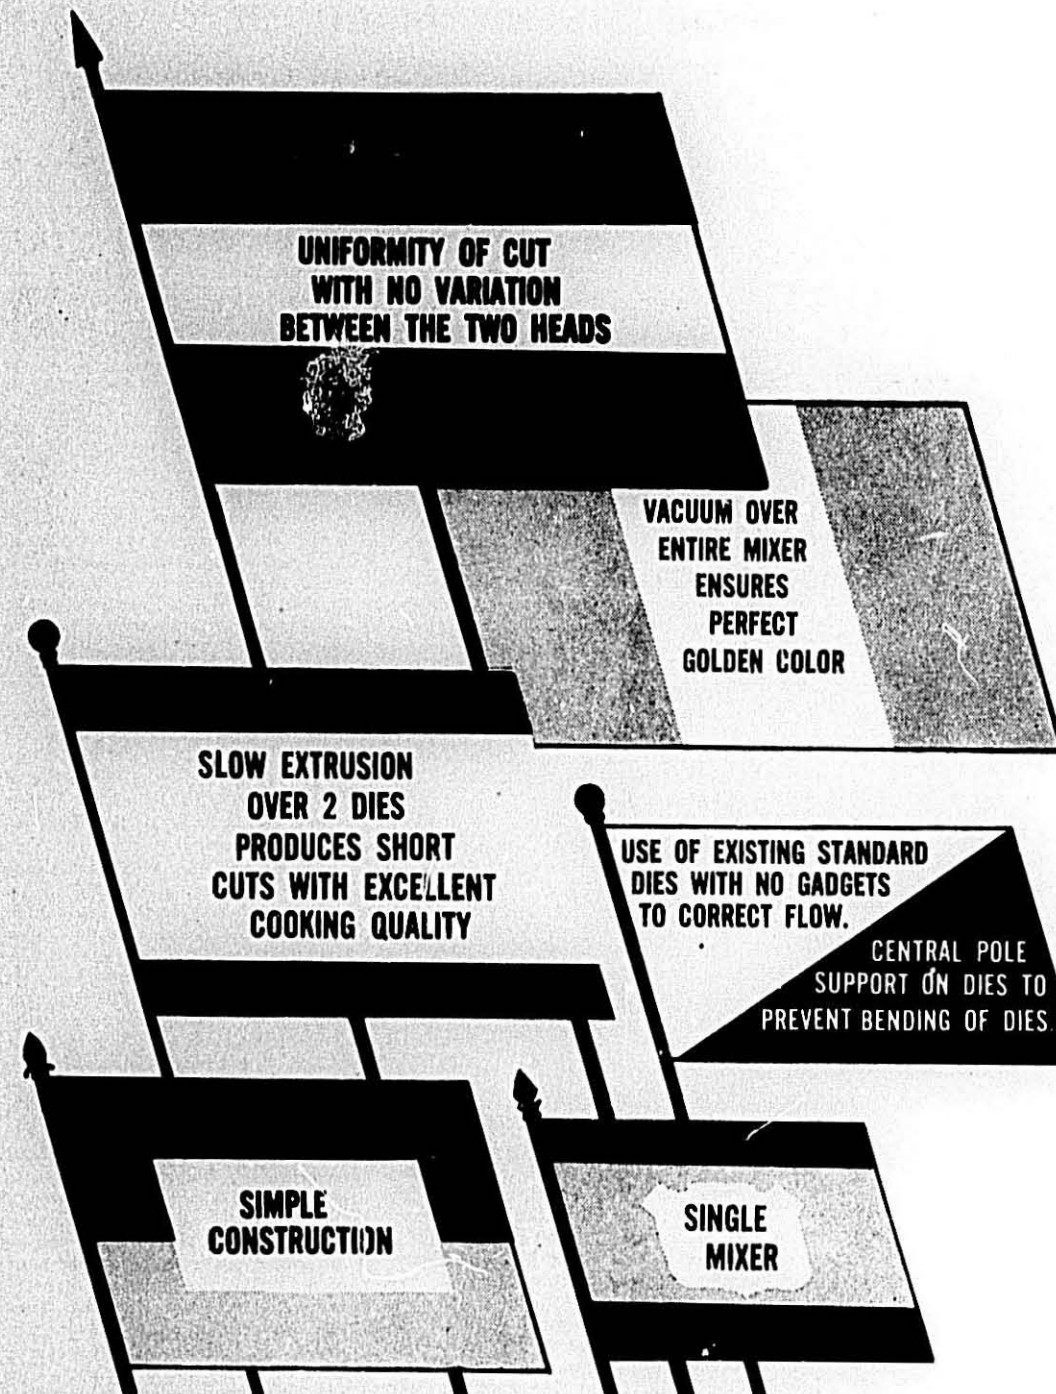 UNIFORMITY OF CUT
WITH NO VARIATION
BETWEEN THE TWO HEADS
VACUUM OVER
ENTIRE MIXER
ENSURES
PERFECT
GOLDEN COLOR
SLOW EXTRUSION
OVER 2 DIES
PRODUCES SHORT
CUTS WITH EXCELLENT
COOKING QUALITY
USE OF EXISTING STANDARD
DIES WITH NO GADGETS
TO CORRECT FLOW.
CENTRAL POLE
SUPPORT ON DIES TO
PREVENT BENDING OF DIES.
SIMPLE
CONSTRUCTION
SINGLE
MIXER